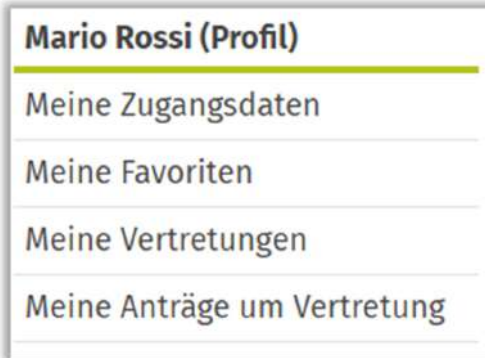 Mario Rossi (Profil)
Meine Zugangsdaten
Meine Favoriten
Meine Vertretungen
Meine Anträge um Vertretung